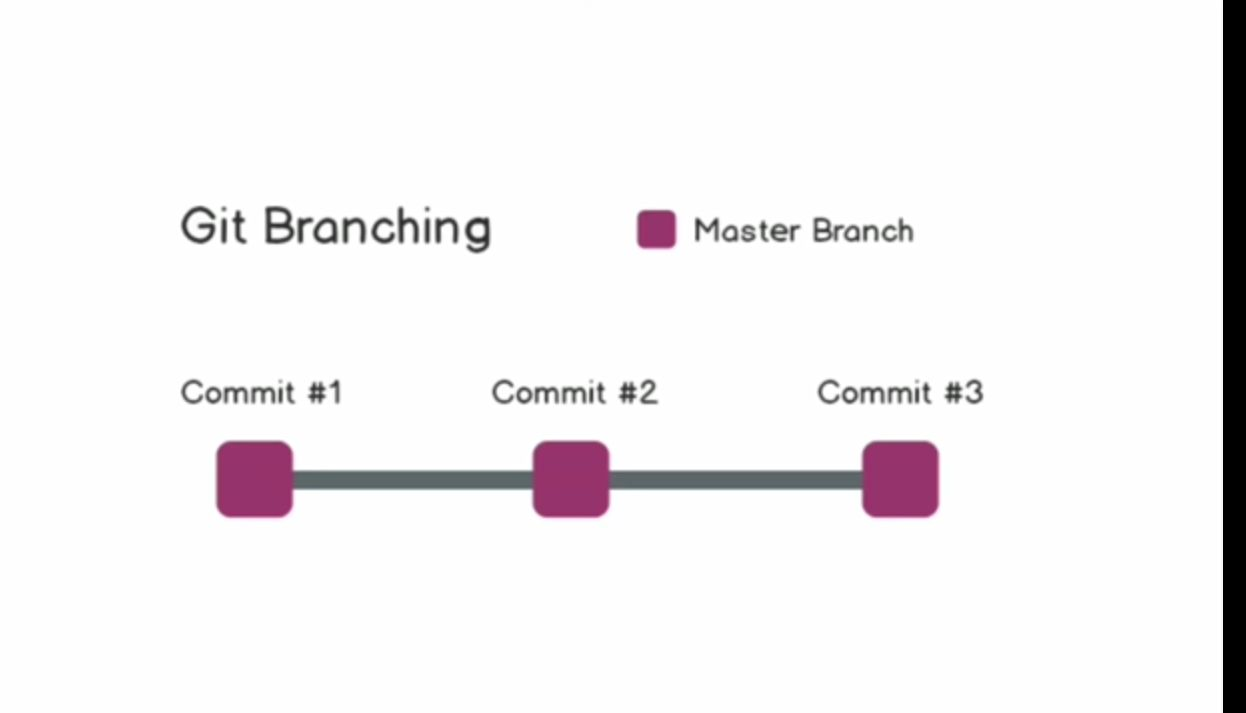 Git Branching
Master Branch
Commit #1
Commit #2
Commit #3